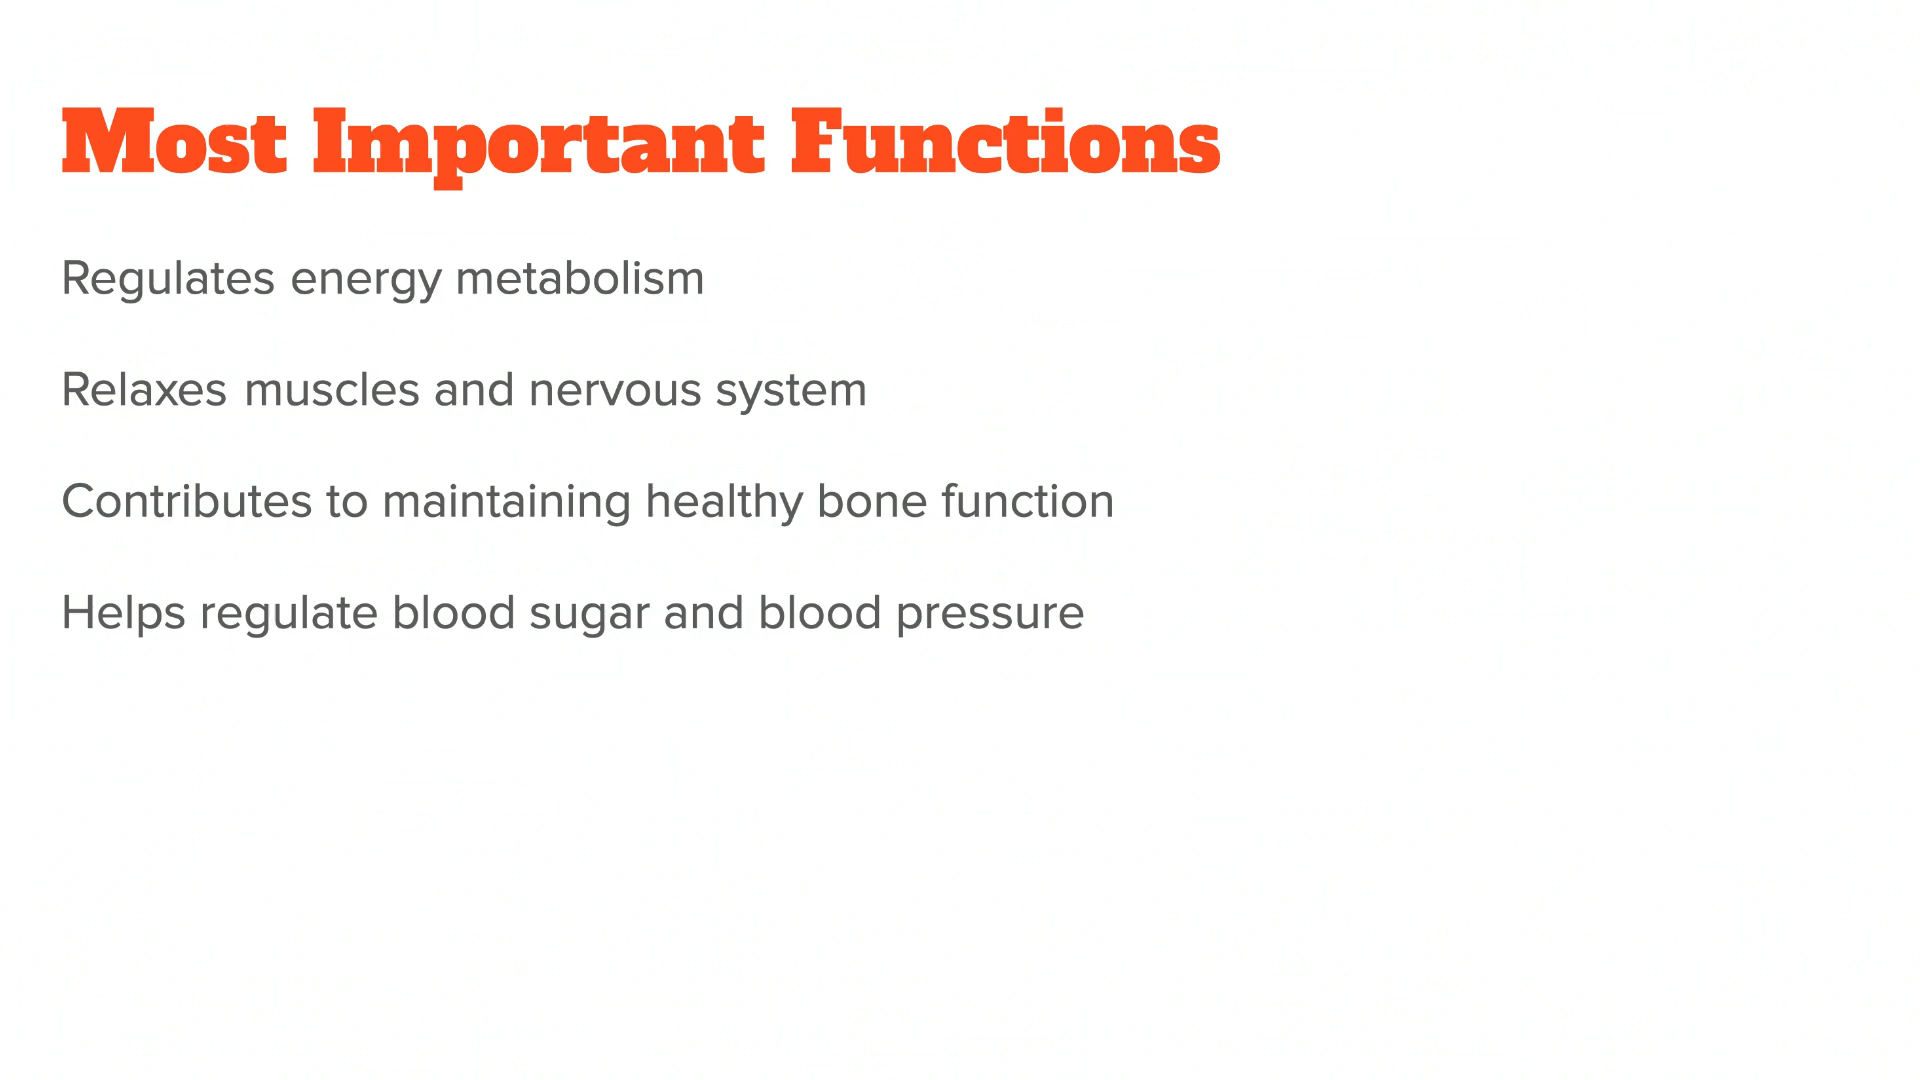 Most Important Functions
Regulates energy metabolism
Relaxes muscles and nervous system
Contributes to maintaining healthy bone function
Helps regulate blood sugar and blood pressure